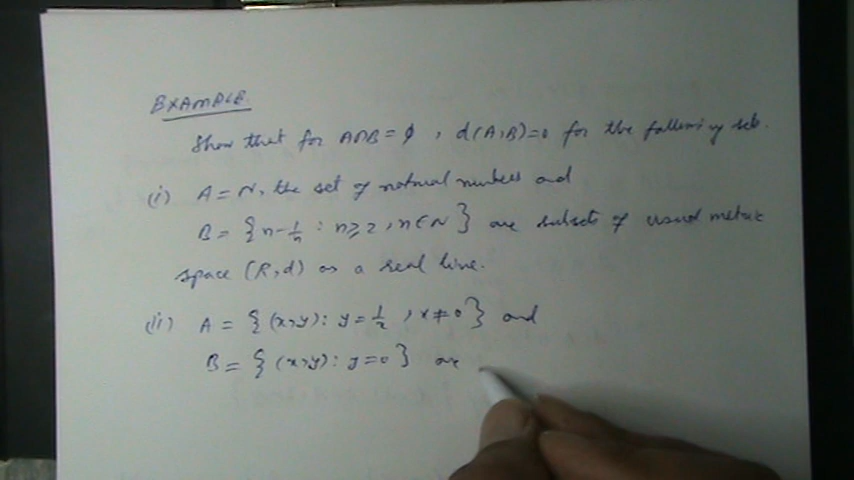 EXAMPLE
Show that for A∩B = φ, d(A,B)=0 for the following sets.
(i) A = N, the set of natural numbers and
B = {n-1/n : n≥2, n∈N} are subsets of usual metric
space (R,d) on a real line.
(ii) A = {(x,y): y=1/x, x≠0} and
B = {(x,y): y=0} are